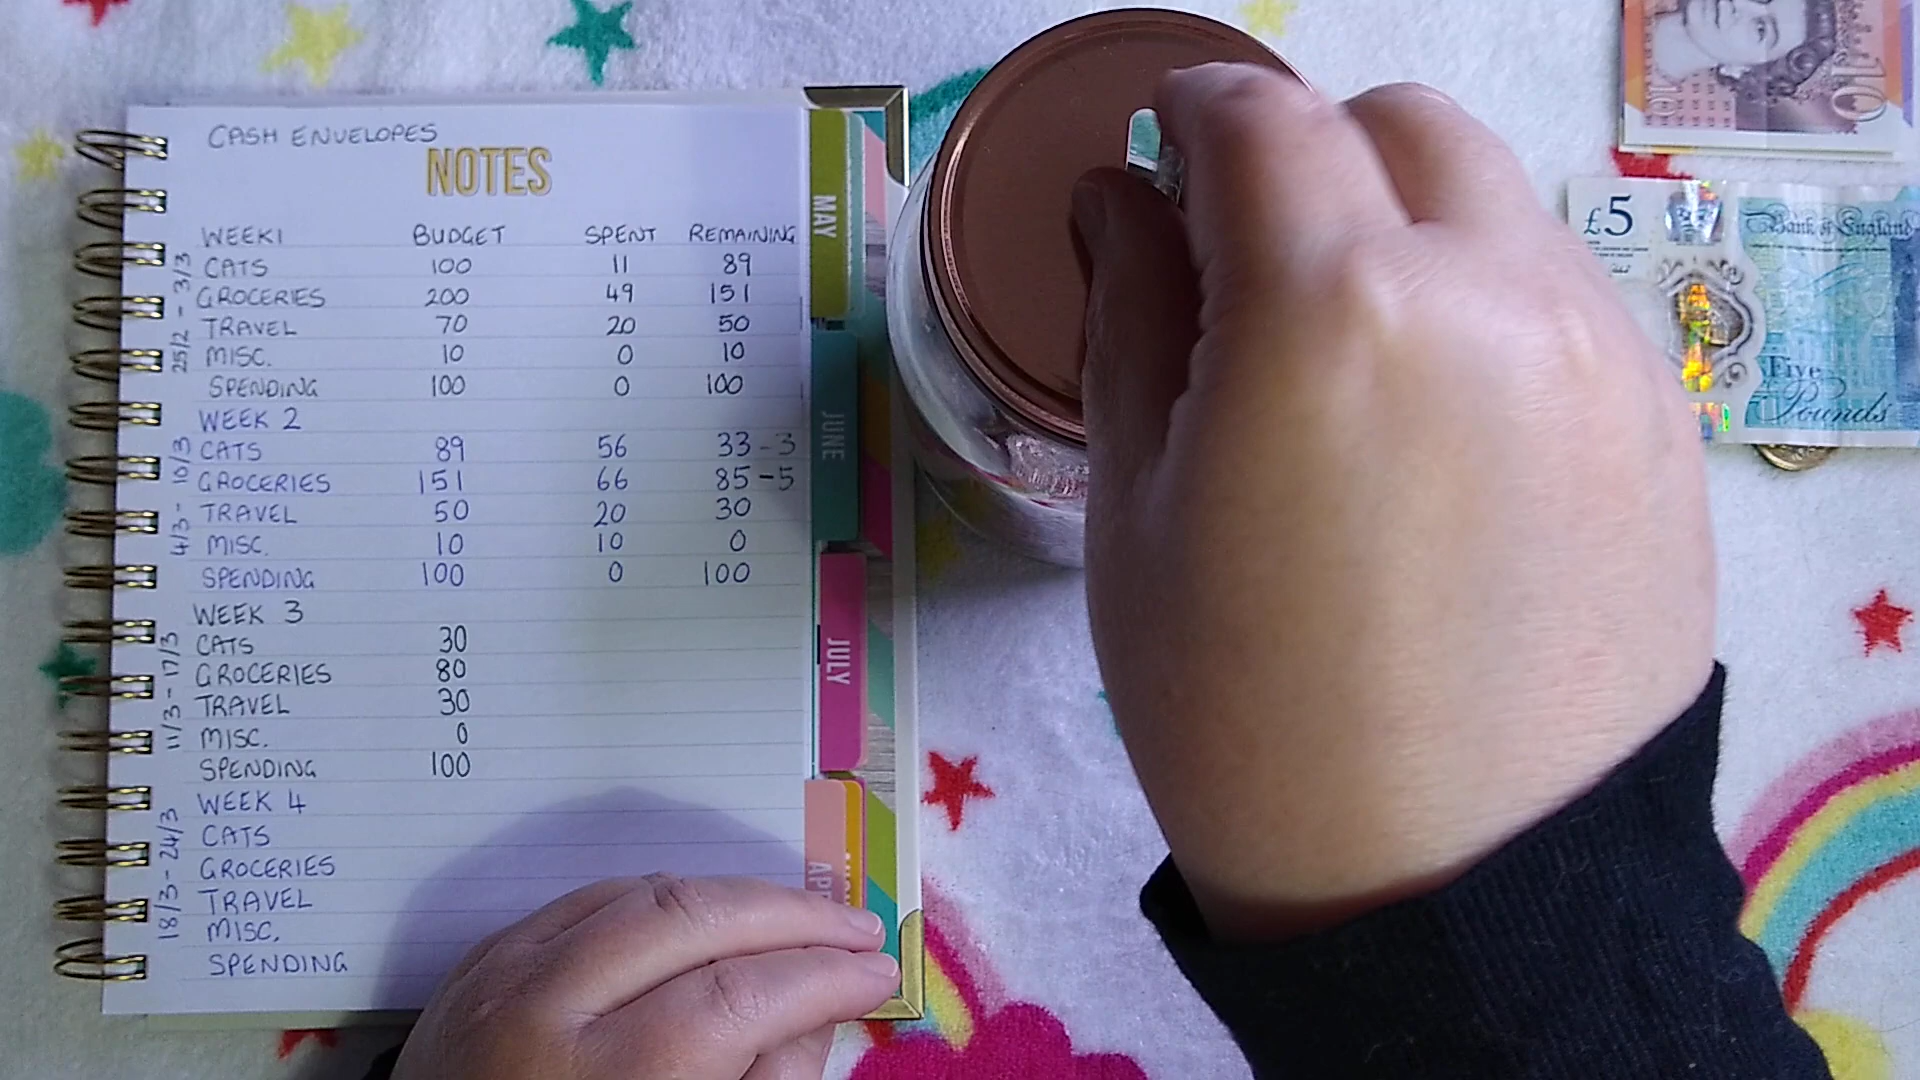 CASH ENVELOPES
NOTES
WEEK1 BUDGET SPENT REMAINING
CATS 100 11 89
GROCERIES 200 49 151
TRAVEL 70 20 50
MISC. 10 0 10
SPENDING 100 0 100
25/2 - 3/3
WEEK 2
CATS 89 56 33 - 3
GROCERIES 151 66 85 - 5
TRAVEL 50 20 30
MISC. 10 10 0
SPENDING 100 0 100
4/3 - 10/3
WEEK 3
CATS 30
GROCERIES 80
TRAVEL 30
MISC. 0
SPENDING 100
11/3 - 17/3
WEEK 4
CATS
GROCERIES
TRAVEL
MISC.
SPENDING
18/3 - 24/3
MAY
JUNE
JULY
10
£5
Bank of England
Five
Pounds